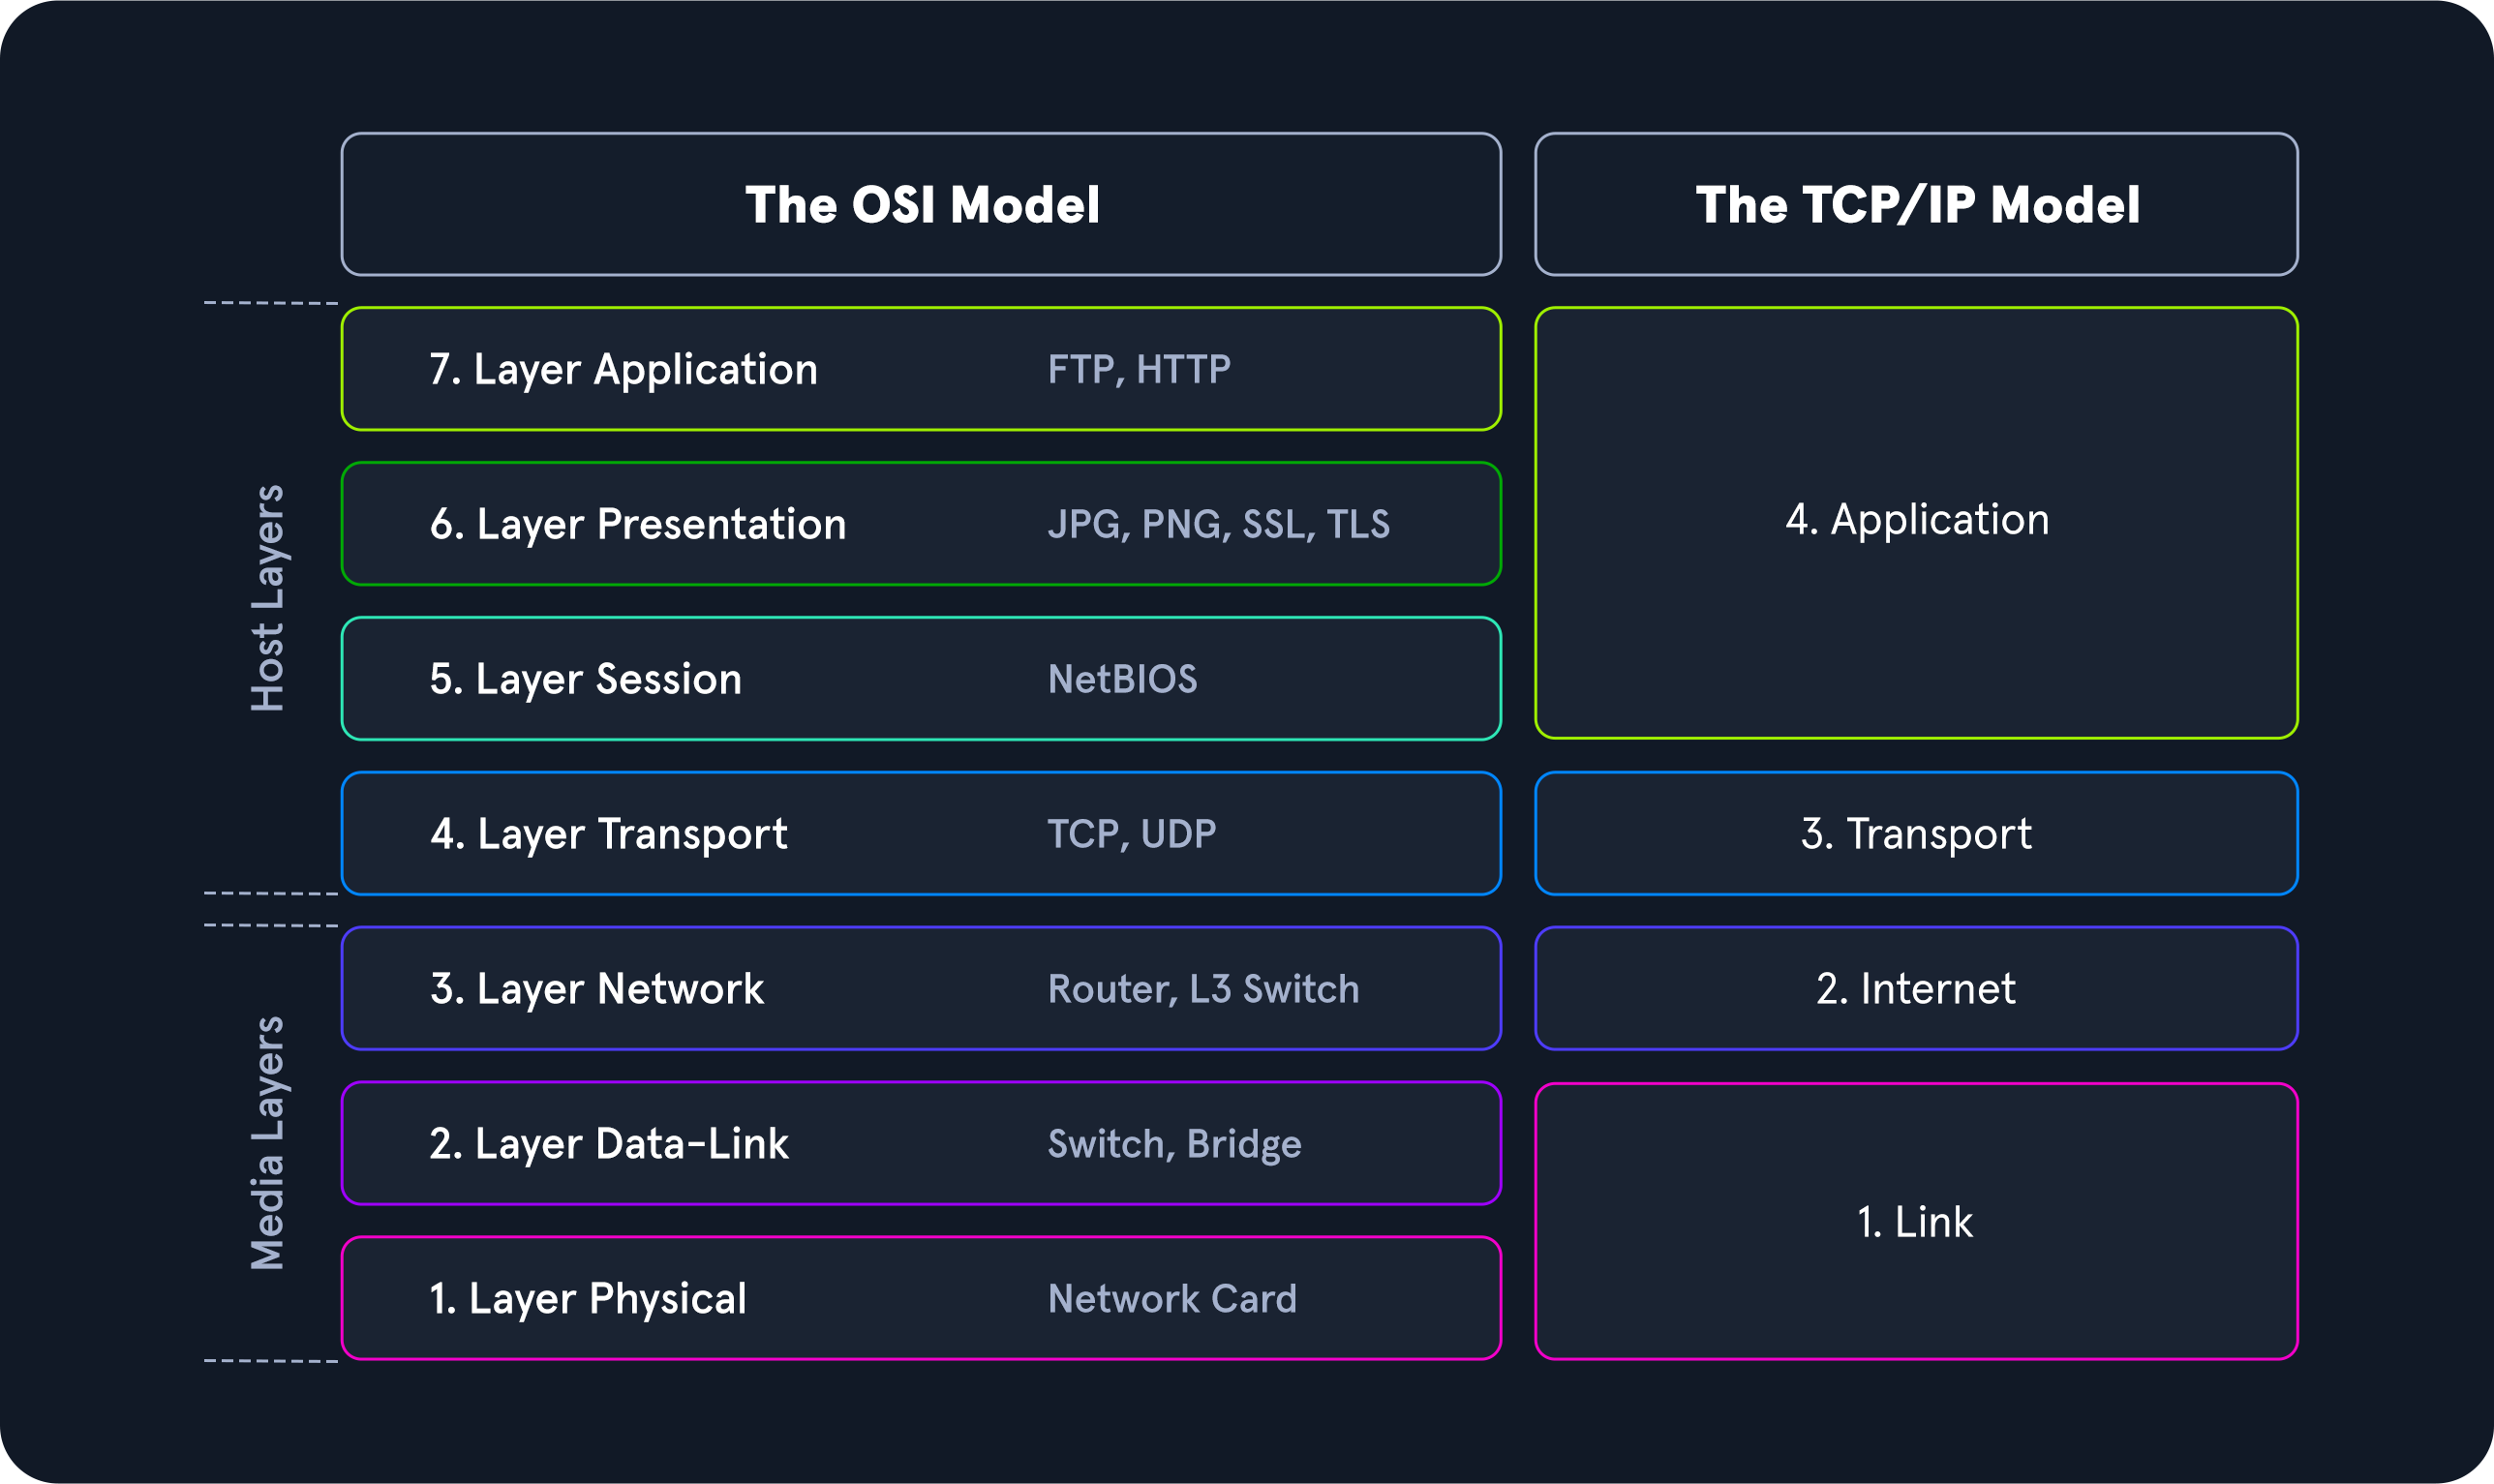 The OSI Model
The TCP/IP Model
Host Layers
7. Layer Application
FTP, HTTP
6. Layer Presentation
JPG, PNG, SSL, TLS
5. Layer Session
NetBIOS
4. Application
4. Layer Transport
TCP, UDP
3. Transport
Media Layers
3. Layer Network
Router, L3 Switch
2. Internet
2. Layer Data-Link
Switch, Bridge
1. Layer Physical
Network Card
1. Link